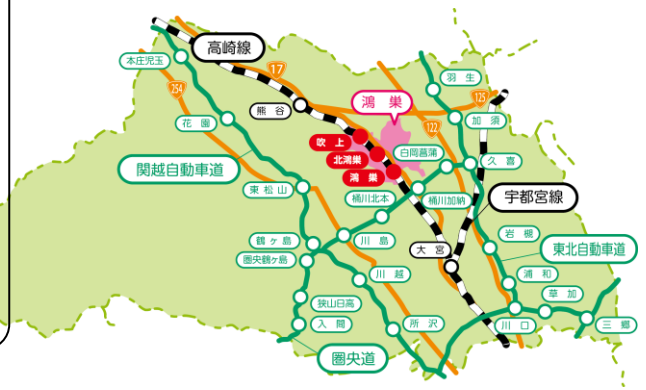 高崎線
17
本庄児玉
254
羽生
125
鴻巣
熊谷
加須
花園
122
吹上
白岡菖蒲
北鴻巣
久喜
関越自動車道
鴻巣
東松山
桶川北本
桶川加納
宇都宮線
岩槻
鶴ヶ島
川島
大宮
東北自動車道
圏央鶴ヶ島
川越
浦和
狭山日高
草加
入間
所沢
川口
三郷
圏央道